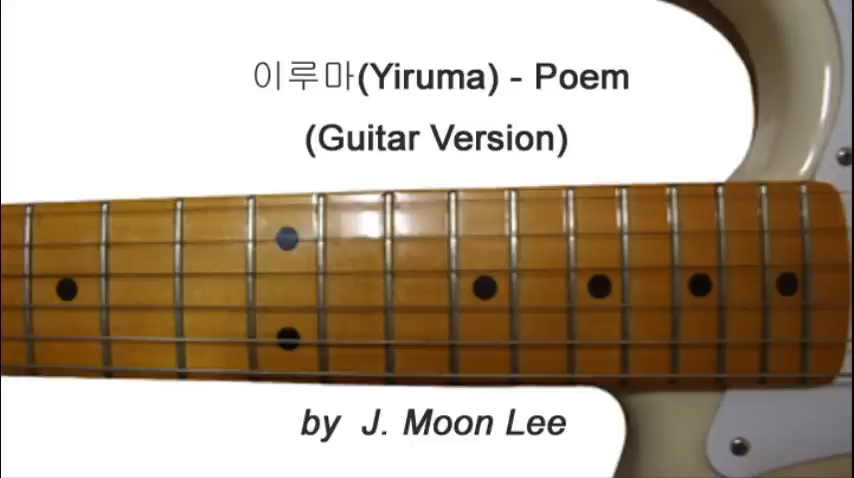 이루마(Yiruma) - Poem
(Guitar Version)
by J. Moon Lee